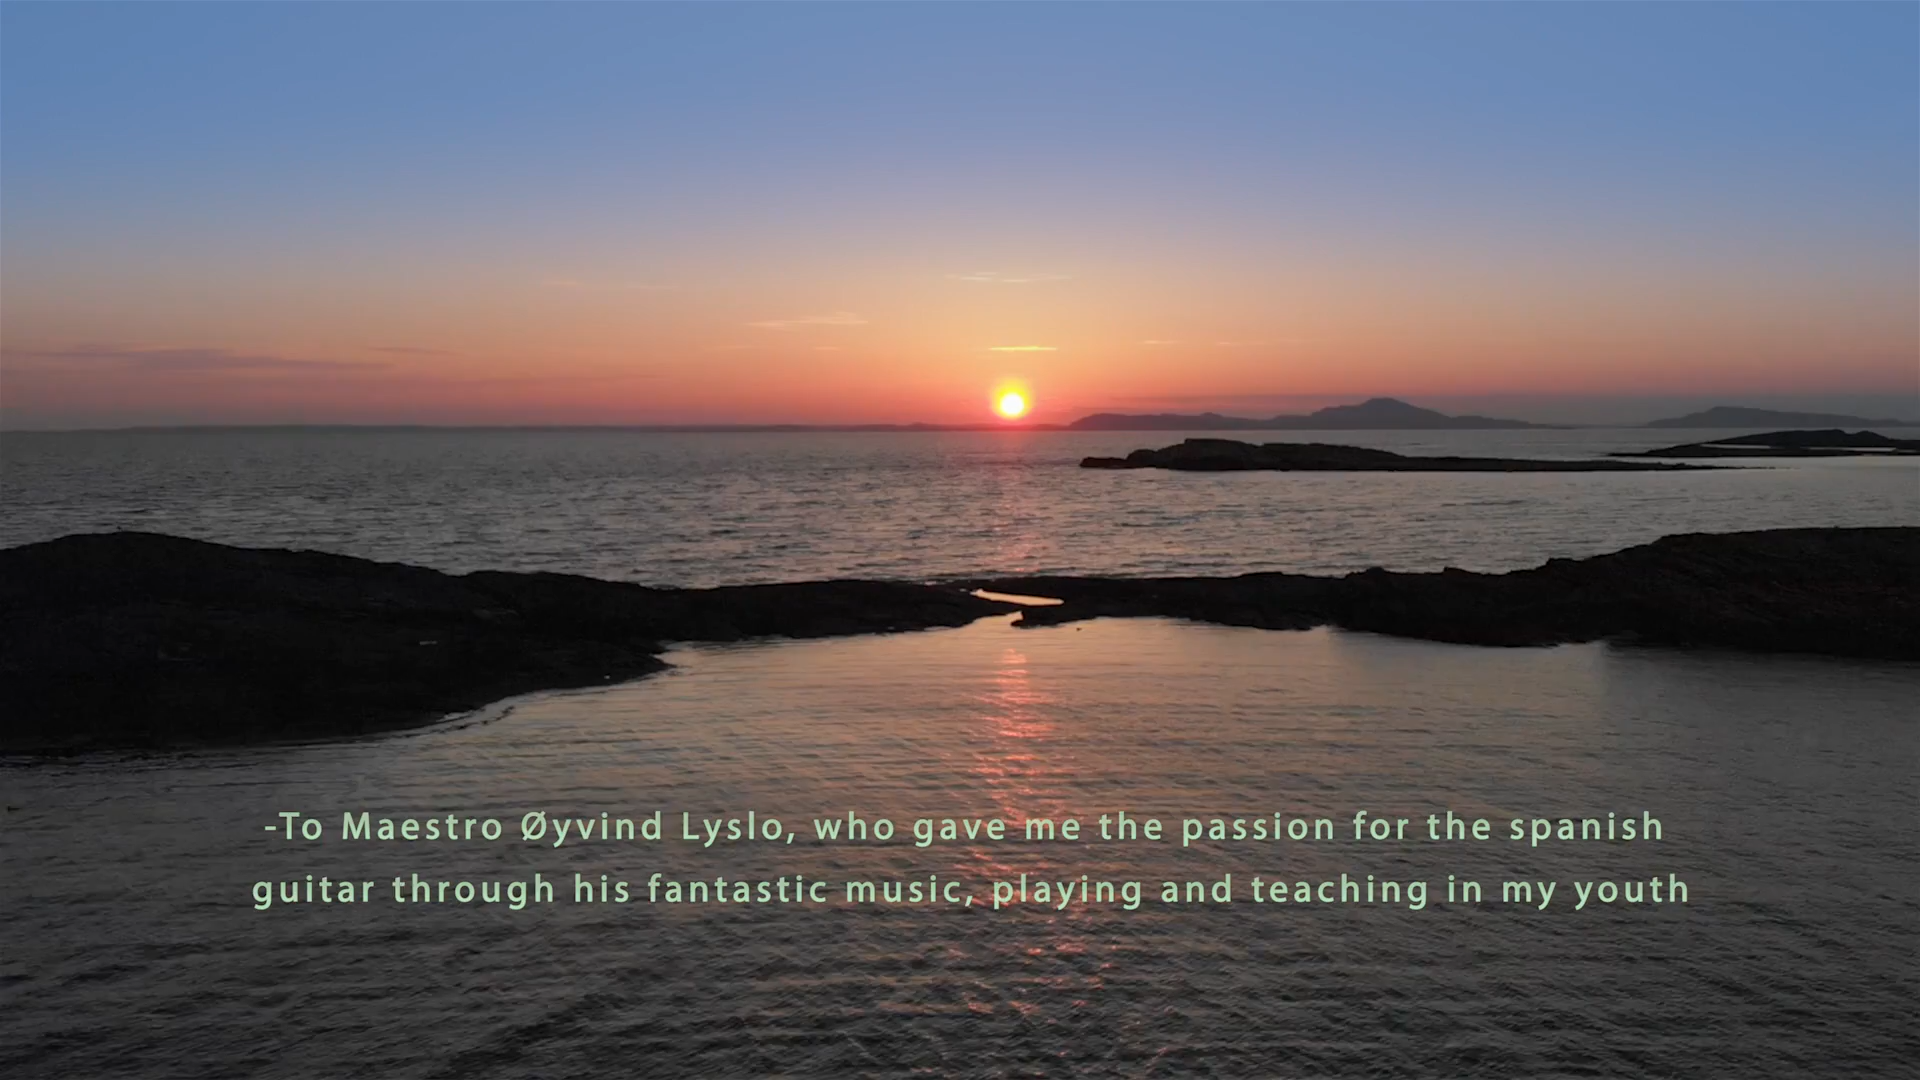 -To Maestro Øyvind Lyslo, who gave me the passion for the spanish
guitar through his fantastic music, playing and teaching in my youth